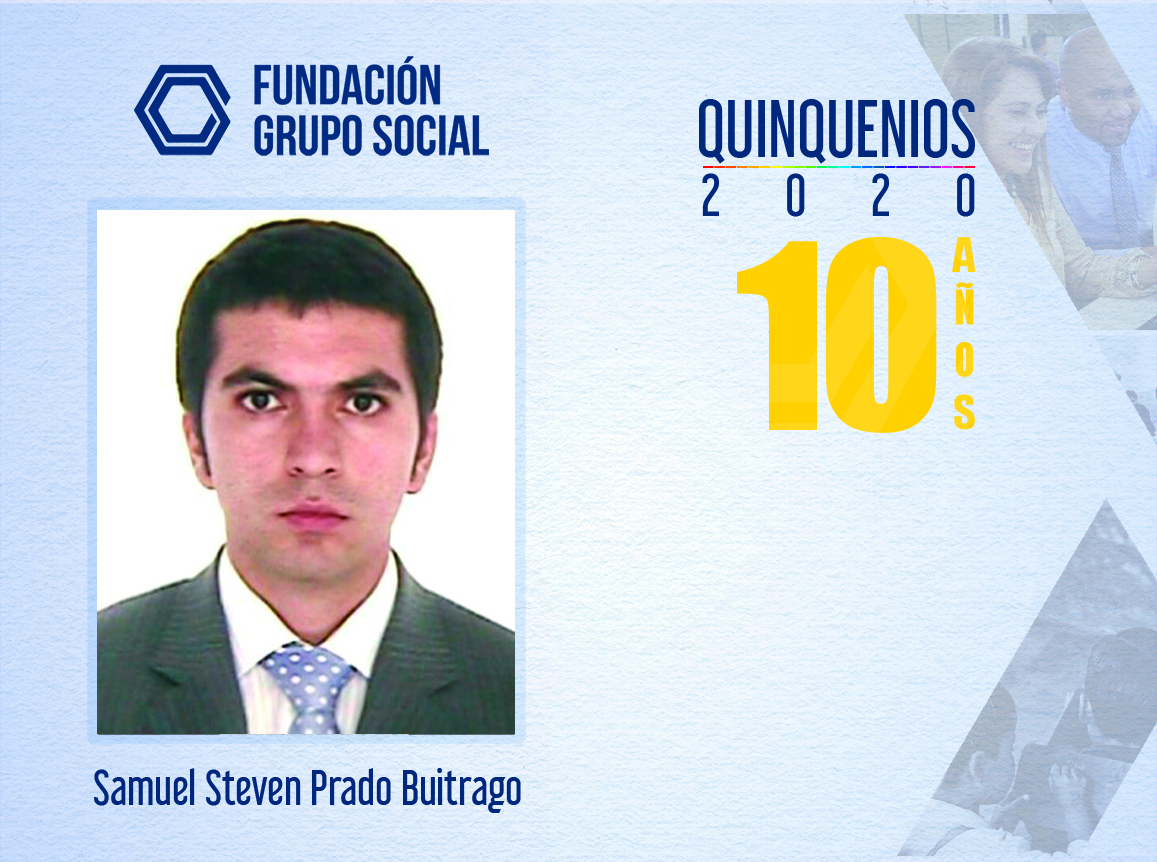 FUNDACIÓN
GRUPO SOCIAL
QUINQUENIOS
2020
10 AÑOS
Samuel Steven Prado Buitrago